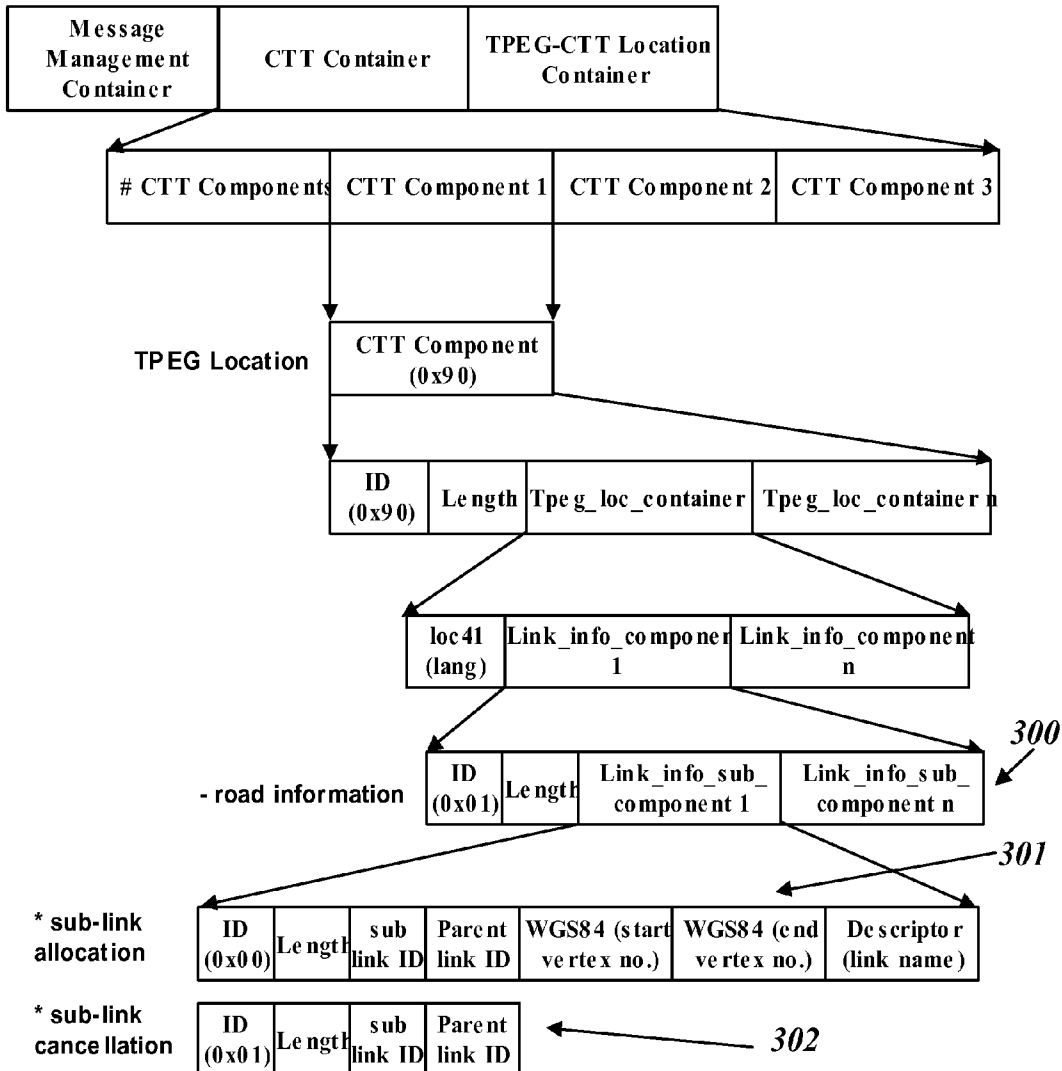 Message
Management
Container
CTT Container
TPEG-CTT Location
Container
# CTT Components
CTT Component 1
CTT Component 2
CTT Component 3
TPEG Location
CTT Component
(0x90)
ID
(0x90)
Length
Tpeg_loc_container
Tpeg_loc_container n
loc41
(lang)
Link_info_componen
1
Link_info_component
n
300
- road information
ID
(0x01)
Length
Link_info_sub_
component 1
Link_info_sub_
component n
301
* sub-link
allocation
ID
(0x00)
Length
sub
link ID
Parent
link ID
WGS84 (start
vertex no.)
WGS84 (end
vertex no.)
Descriptor
(link name)
* sub-link
cancellation
ID
(0x01)
Length
sub
link ID
Parent
link ID
302